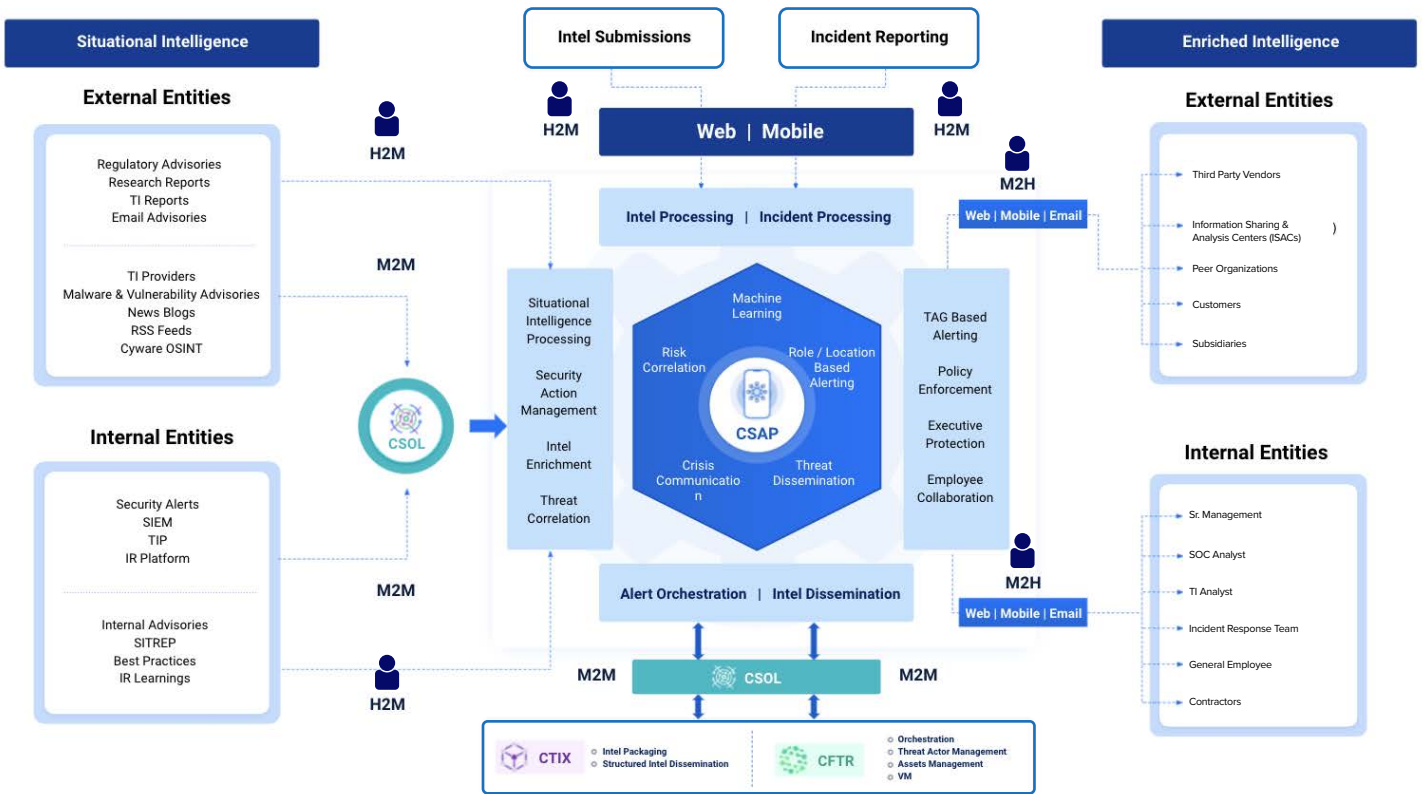 Situational Intelligence
Intel Submissions
Incident Reporting
Enriched Intelligence
External Entities
Regulatory Advisories
Research Reports
TI Reports
Email Advisories
TI Providers
Malware & Vulnerability Advisories
News Blogs
RSS Feeds
Cyware OSINT
Internal Entities
Security Alerts
SIEM
TIP
IR Platform
Internal Advisories
SITREP
Best Practices
IR Learnings
H2M
M2M
CSOL
M2M
H2M
H2M
Web | Mobile
H2M
Intel Processing | Incident Processing
Situational
Intelligence
Processing
Security
Action
Management
Intel
Enrichment
Threat
Correlation
Machine
Learning
Risk
Correlation
Role / Location
Based
Alerting
CSAP
Crisis
Communicatio
n
Threat
Dissemination
TAG Based
Alerting
Policy
Enforcement
Executive
Protection
Employee
Collaboration
Alert Orchestration | Intel Dissemination
M2M
CSOL
M2M
CTIX
Intel Packaging
Structured Intel Dissemination
CFTR
Orchestration
Threat Actor Management
Assets Management
VM
M2H
Web | Mobile | Email
M2H
Web | Mobile | Email
External Entities
Third Party Vendors
Information Sharing & )
Analysis Centers (ISACs)
Peer Organizations
Customers
Subsidiaries
Internal Entities
Sr. Management
SOC Analyst
TI Analyst
Incident Response Team
General Employee
Contractors